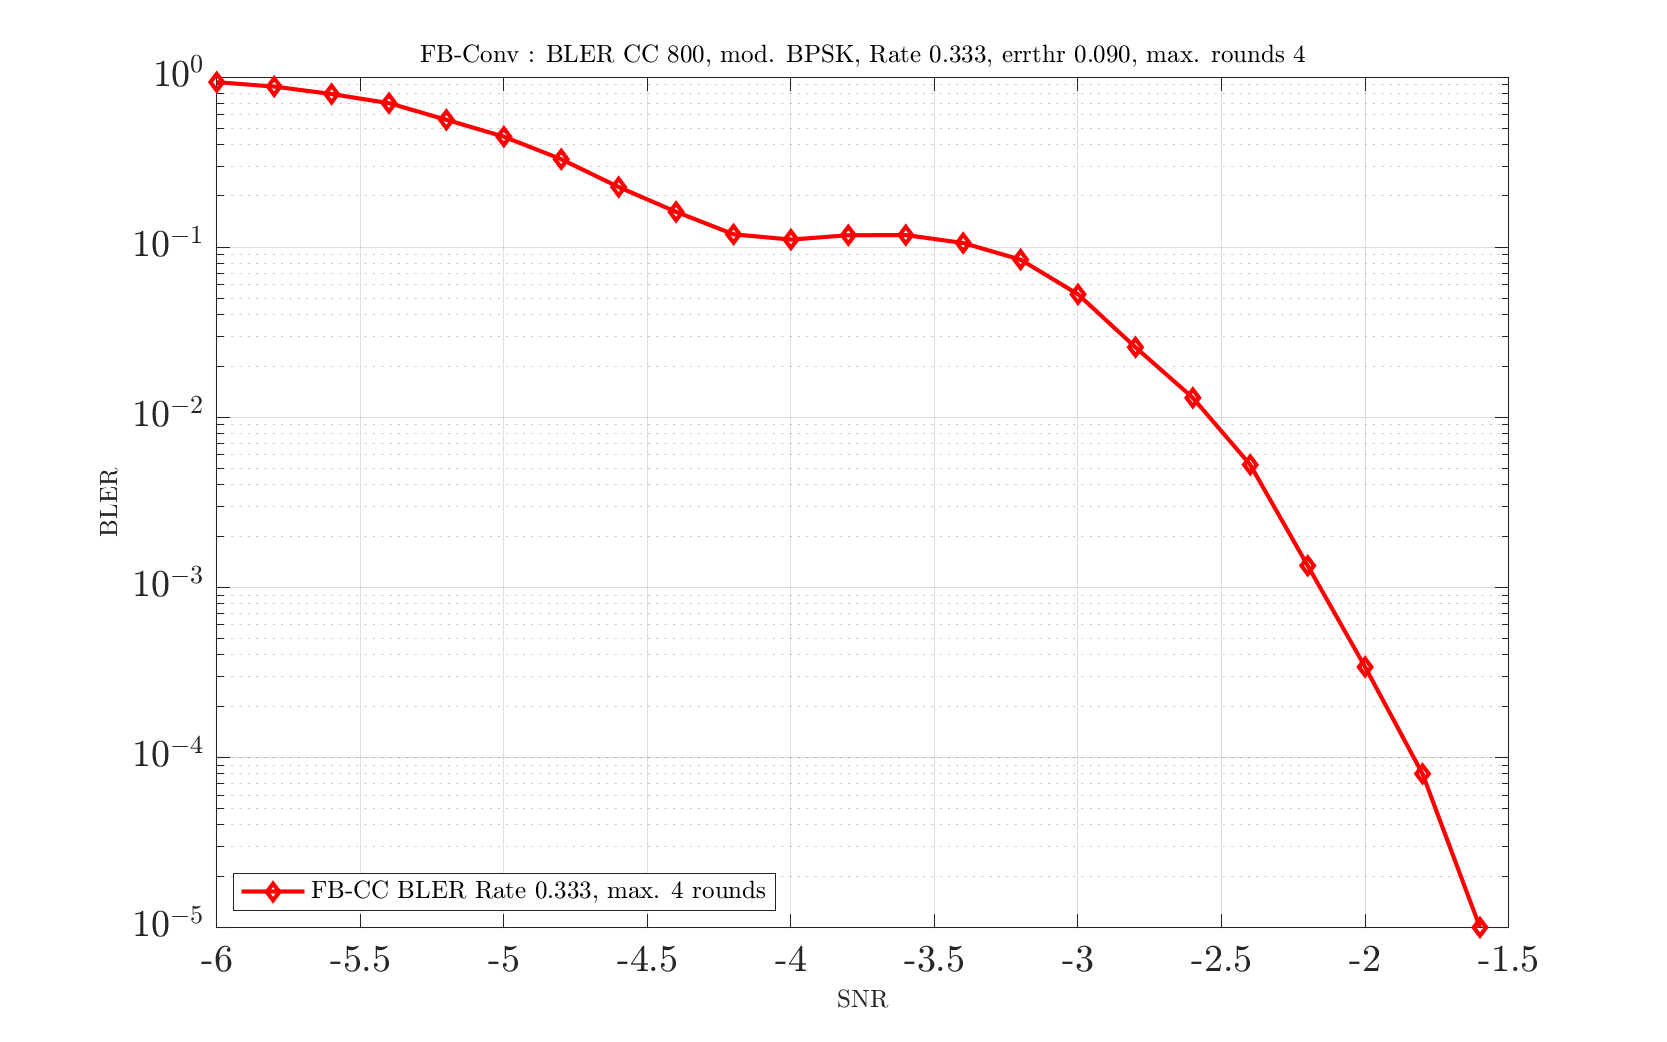 FB-Conv : BLER CC 800, mod. BPSK, Rate 0.333, errthr 0.090, max. rounds 4
10⁰
10⁻¹
10⁻²
10⁻³
10⁻⁴
10⁻⁵
BLER
FB-CC BLER Rate 0.333, max. 4 rounds
-6 -5.5 -5 -4.5 -4 -3.5 -3 -2.5 -2 -1.5
SNR